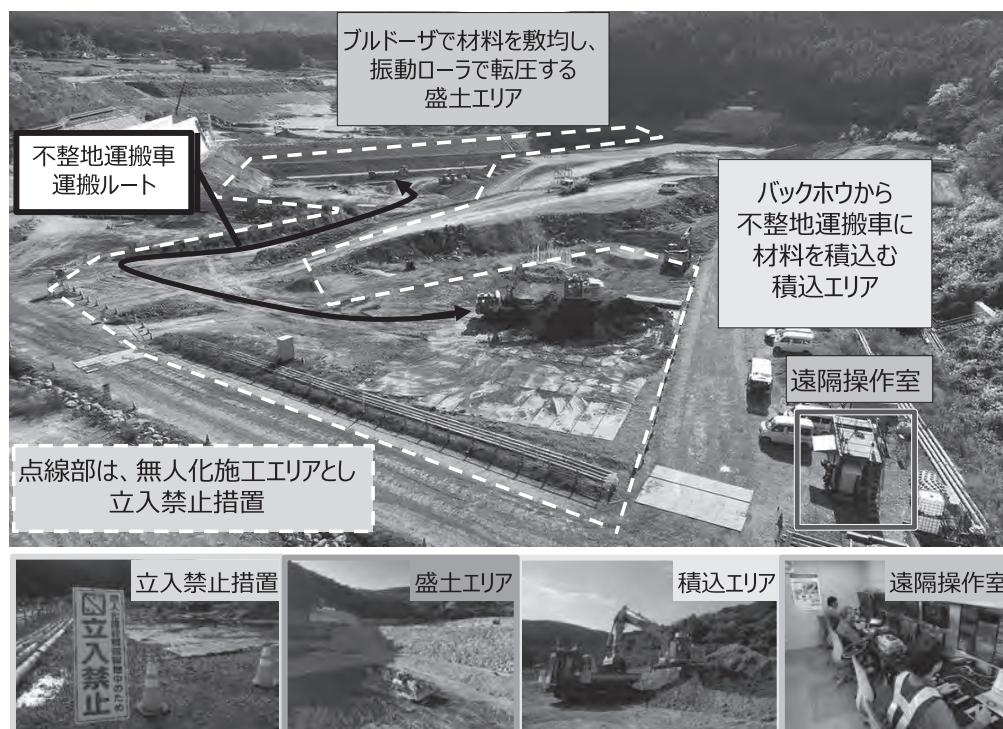 ブルドーザで材料を敷均し、
振動ローラで転圧する
盛土エリア
不整地運搬車
運搬ルート
バックホウから
不整地運搬車に
材料を積込む
積込エリア
遠隔操作室
点線部は、無人化施工エリアとし
立入禁止措置
立入禁止措置
立入禁止
盛土エリア
積込エリア
遠隔操作室